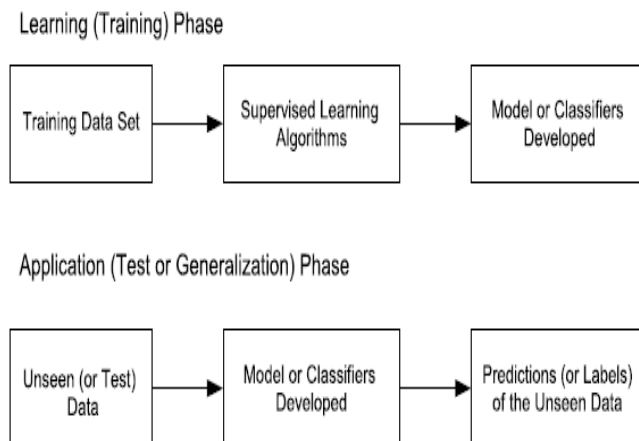 Learning (Training) Phase
Training Data Set
Supervised Learning
Algorithms
Model or Classifiers
Developed
Application (Test or Generalization) Phase
Unseen (or Test)
Data
Model or Classifiers
Developed
Predictions (or Labels)
of the Unseen Data